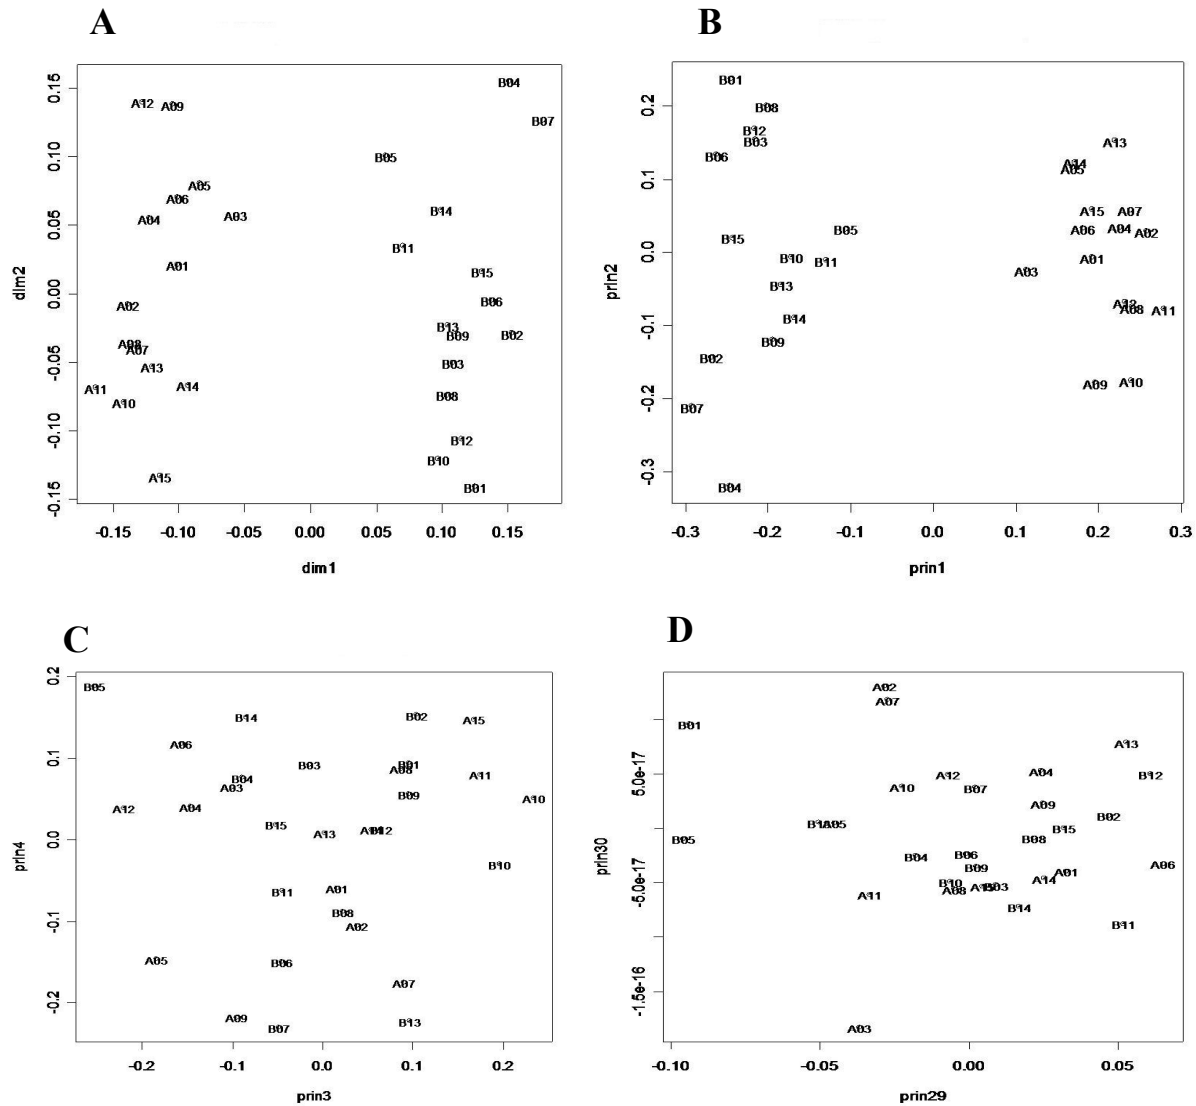 A
B
0.15
0.10
0.05
0.00
-0.05
-0.10
-0.15
dim2
A12
A09
A05
A06
A04
A03
A01
A02
A08
A07
A13
A11
A14
A10
A15
B04
B07
B05
B14
B11
B15
B06
B13
B09
B02
B03
B08
B12
B10
B01
-0.15
-0.10
-0.05
0.00
0.05
0.10
0.15
dim1
0.2
0.1
0.0
-0.1
-0.2
-0.3
prin2
B01
B08
B12
B03
B06
B15
B05
B10
B11
B13
B14
B09
B02
B07
B04
A13
A14
A05
A15
A07
A06
A04
A02
A01
A03
A12
A08
A11
A09
A10
-0.3
-0.2
-0.1
0.0
0.1
0.2
0.3
prin1
C
D
0.2
0.1
0.0
-0.1
-0.2
prin4
B05
B14
B02
A15
A06
B03
B01
A08
B04
A03
A11
A12
A04
B09
A10
B15
A13
B12
B10
B11
A01
B08
A02
A05
B06
A07
A09
B07
B13
-0.2
-0.1
0.0
0.1
0.2
prin3
5.0e-17
-5.0e-17
-1.5e-16
prin30
A02
A07
B01
A13
A12
A04
B12
A10
B07
A09
B02
A05
B15
B05
B08
B04
B06
A06
B09
A01
B10
A14
A08
B03
A11
B14
B11
A03
-0.10
-0.05
0.00
0.05
prin29